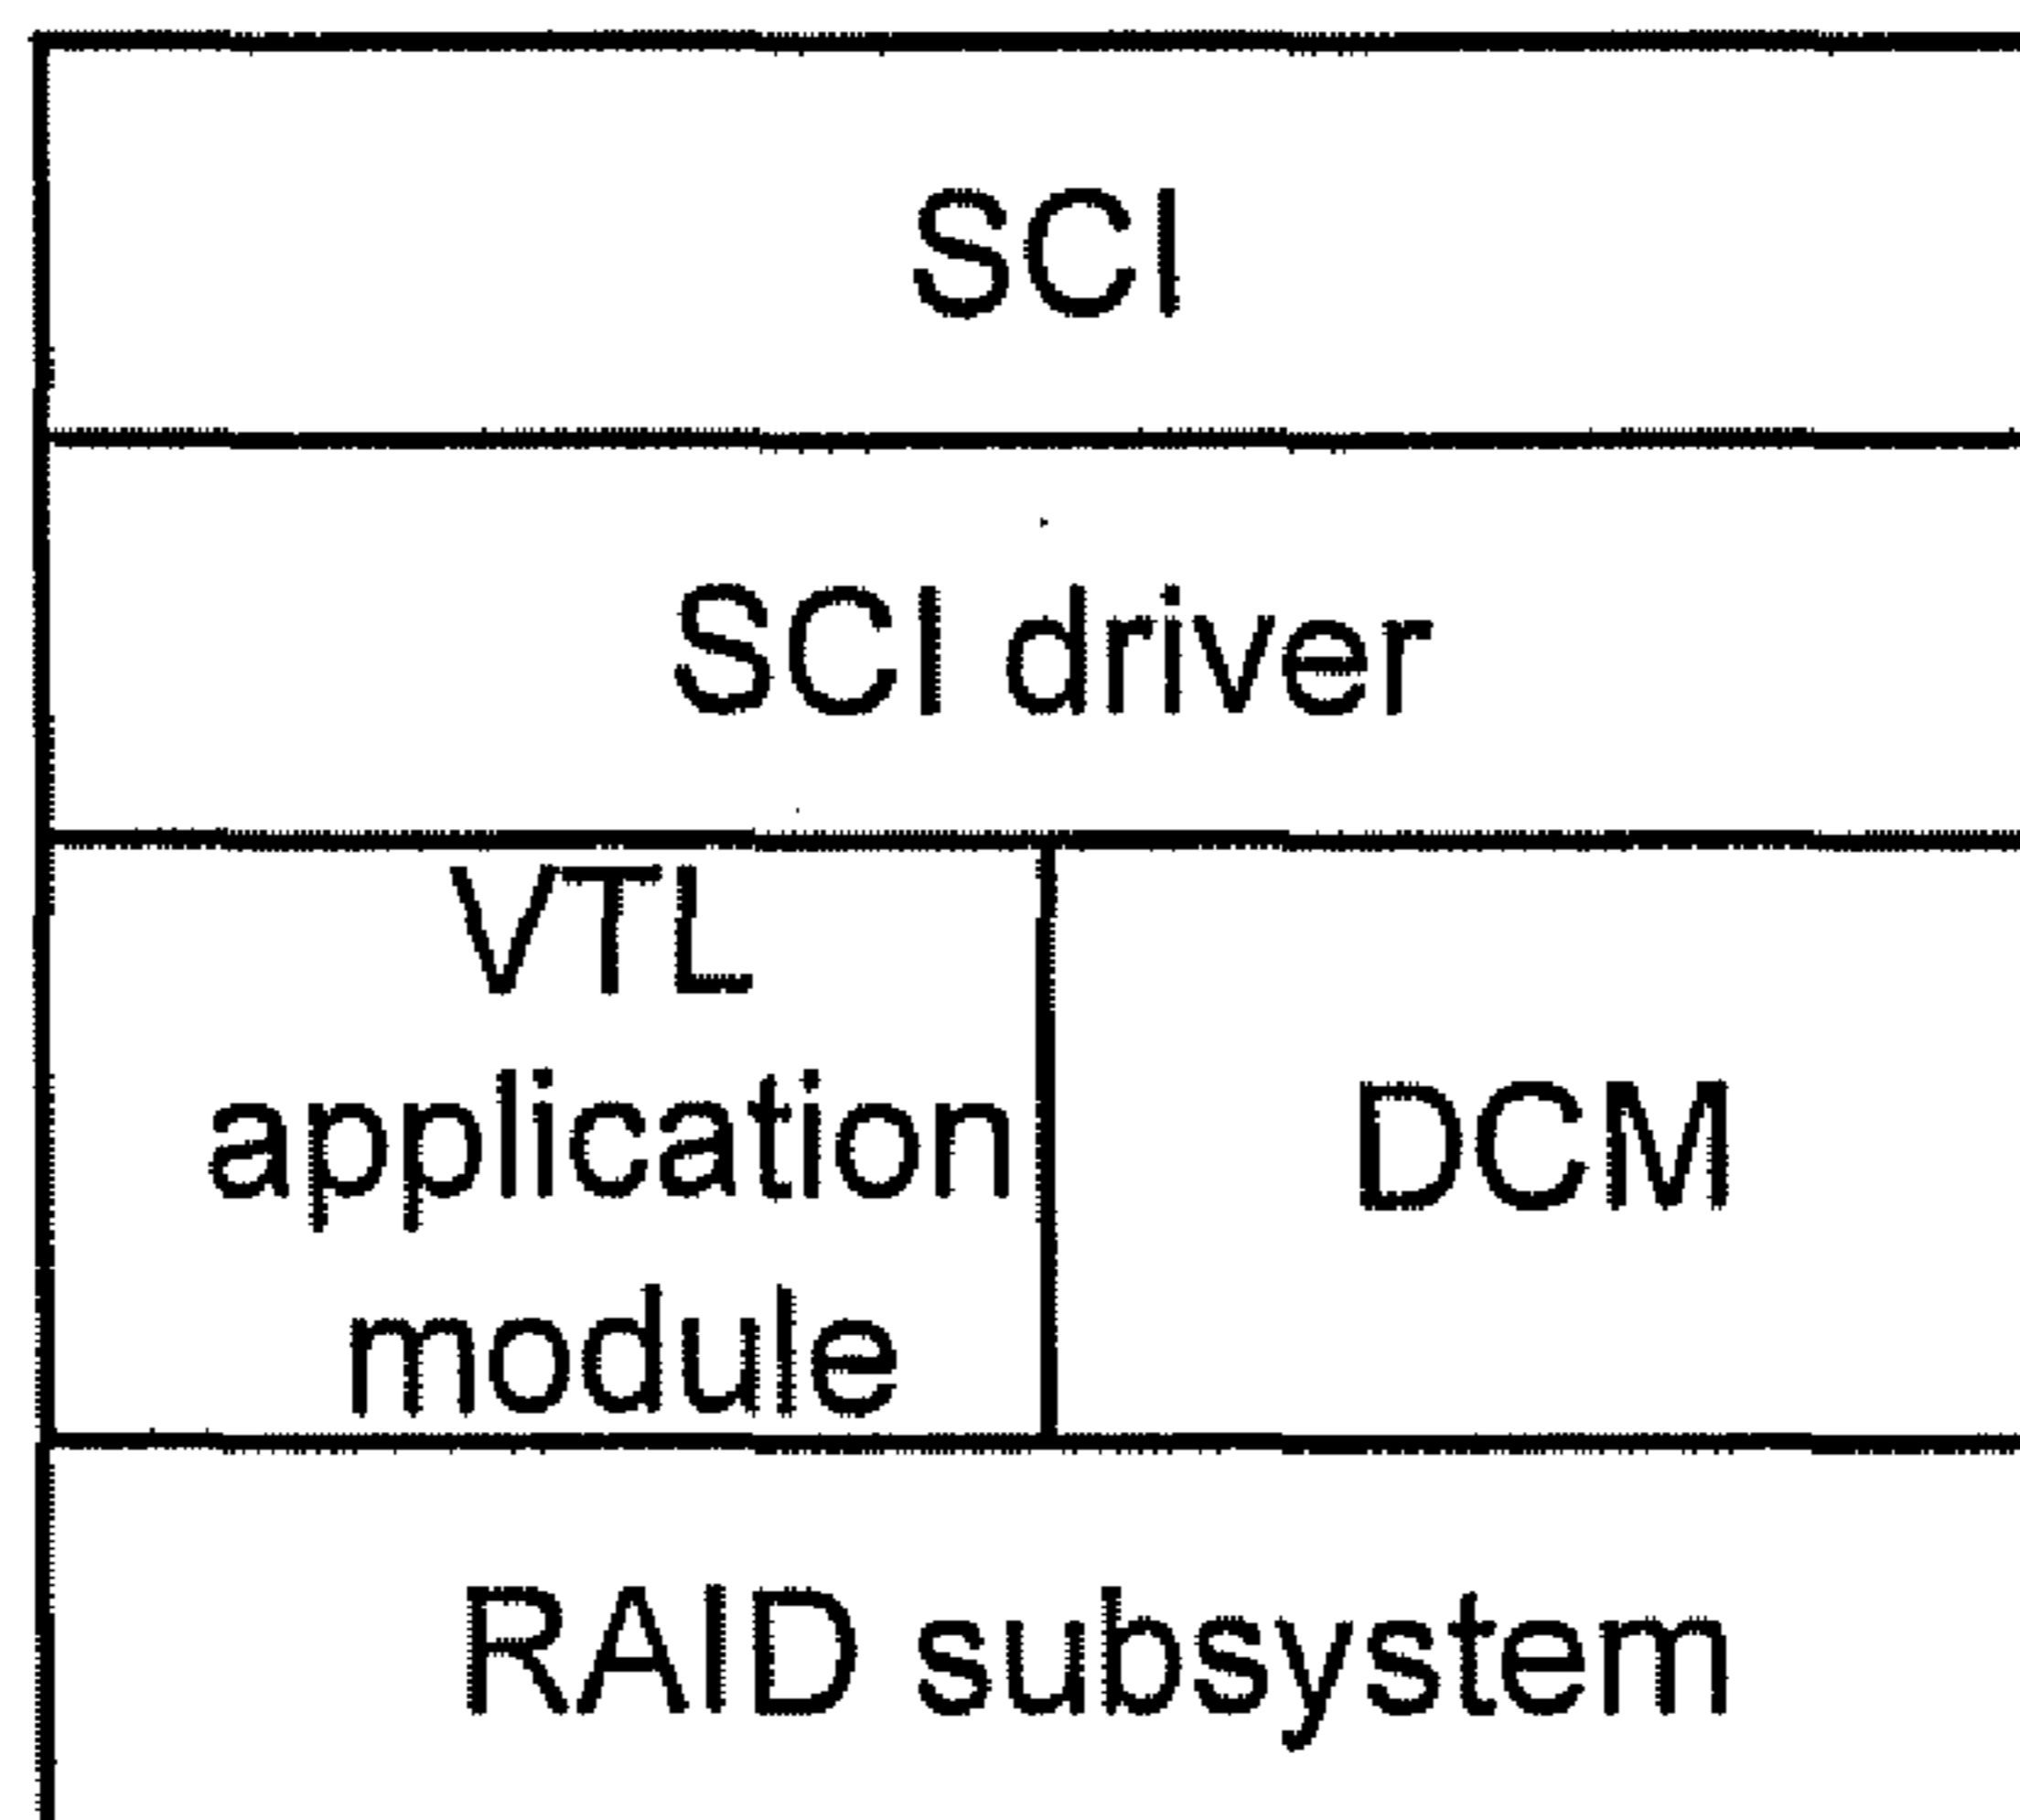 SCI
SCI driver
VTL
application
module
DCM
RAID subsystem